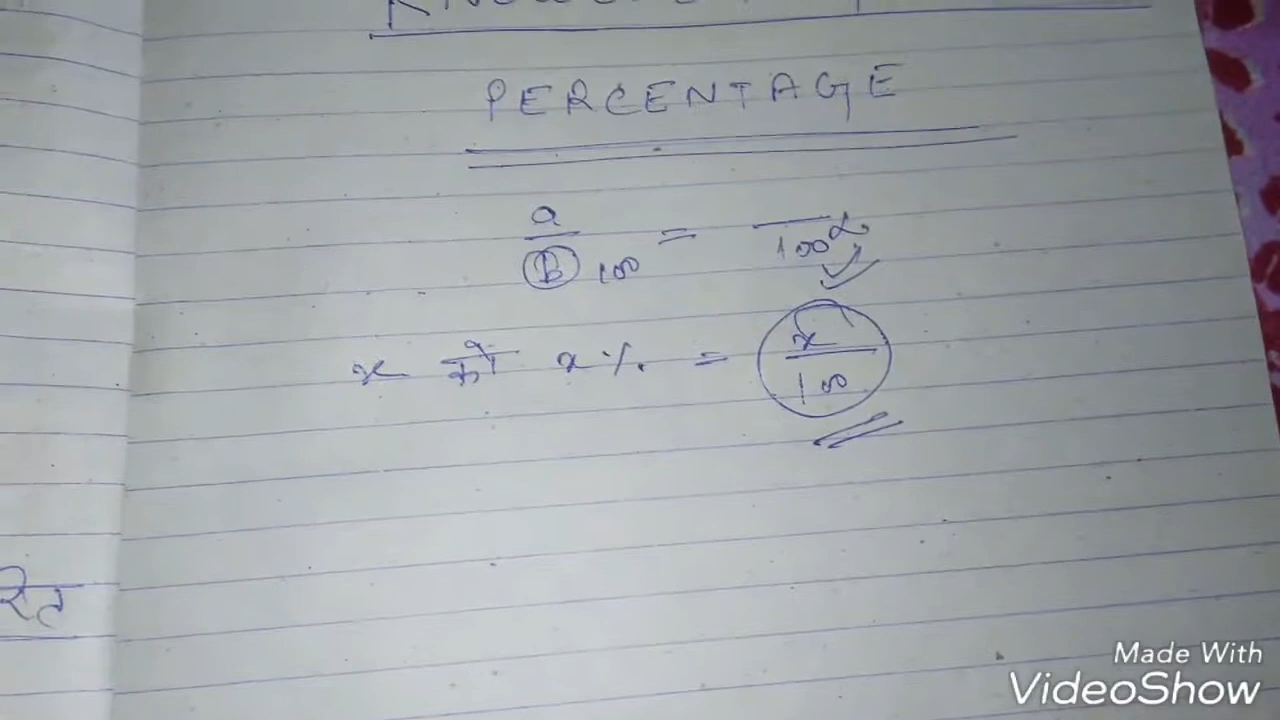 PERCENTAGE
a
B 100 = 100
x का x % = x
100
Made With
VideoShow